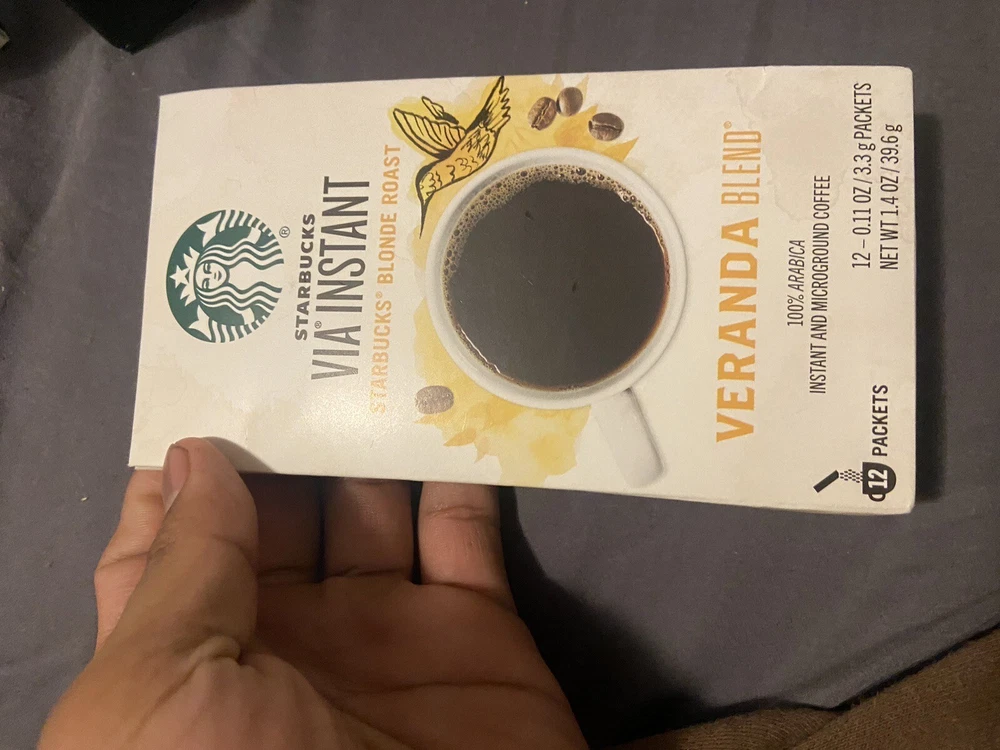 ®
STARBUCKS
VIA® INSTANT
STARBUCKS® BLONDE ROAST
VERANDA BLEND®
100% ARABICA
INSTANT AND MICROGROUND COFFEE
12 – 0.11 OZ / 3.3 g PACKETS
NET WT 1.4 OZ / 39.6 g
12 PACKETS